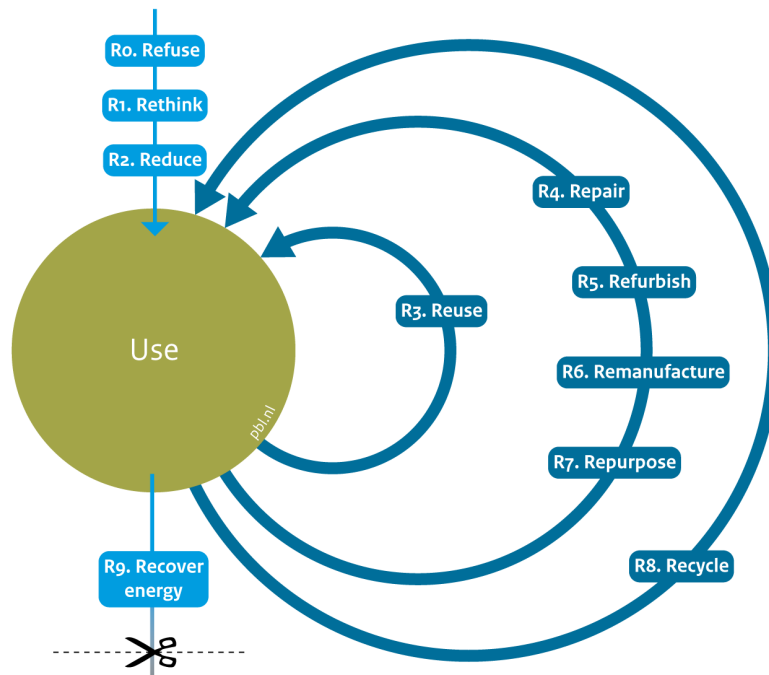 Ro. Refuse
R1. Rethink
R2. Reduce
R4. Repair
R5. Refurbish
R3. Reuse
Use
R6. Remanufacture
pbl.nl
R7. Repurpose
R9. Recover
energy
R8. Recycle